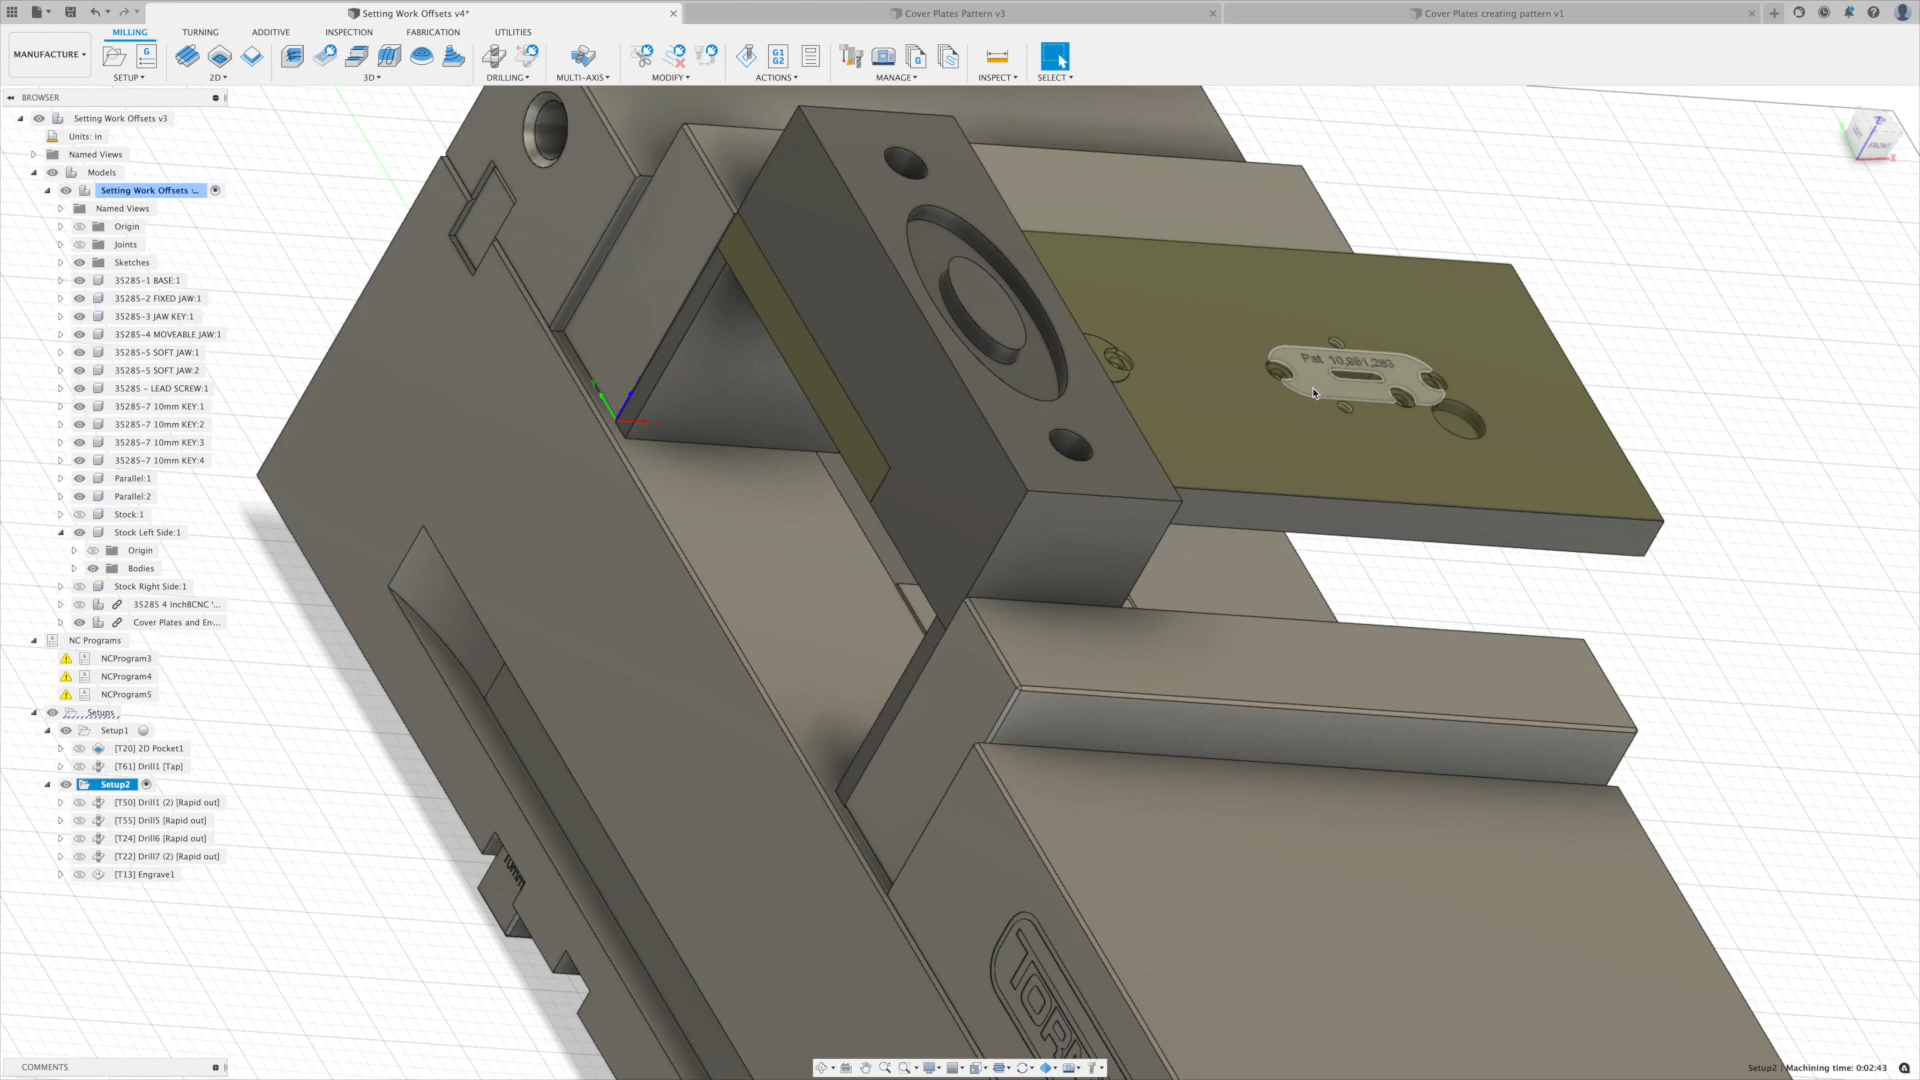 Setting Work Offsets v4*
Cover Plates Pattern v3
Cover Plates creating pattern v1
MANUFACTURE
MILLING
TURNING
ADDITIVE
INSPECTION
FABRICATION
UTILITIES
SETUP
2D
3D
DRILLING
MULTI-AXIS
MODIFY
G1
G2
ACTIONS
MANAGE
INSPECT
SELECT
BROWSER
Setting Work Offsets v3
Units: in
Named Views
Models
Setting Work Offsets
Named Views
Origin
Joints
Sketches
35285-1 BASE:1
35285-2 FIXED JAW:1
35285-3 JAW KEY:1
35285-4 MOVEABLE JAW:1
35285-5 SOFT JAW:1
35285-5 SOFT JAW:2
35285 - LEAD SCREW:1
35285-7 10mm KEY:1
35285-7 10mm KEY:2
35285-7 10mm KEY:3
35285-7 10mm KEY:4
Parallel:1
Parallel:2
Stock:1
Stock Left Side:1
Origin
Bodies
Stock Right Side:1
35285 4 Inch8CNC '...
Cover Plates and En...
NC Programs
NCProgram3
NCProgram4
NCProgram5
Setups
Setup1
[T20] 2D Pocket1
[T61] Drill1 [Tap]
Setup2
[T50] Drill1 (2) [Rapid out]
[T55] Drill5 [Rapid out]
[T24] Drill6 [Rapid out]
[T22] Drill7 (2) [Rapid out]
[T13] Engrave1
Pat 10,981,263
10mm
FRONT
COMMENTS
Setup2 | Machining time: 0:02:43